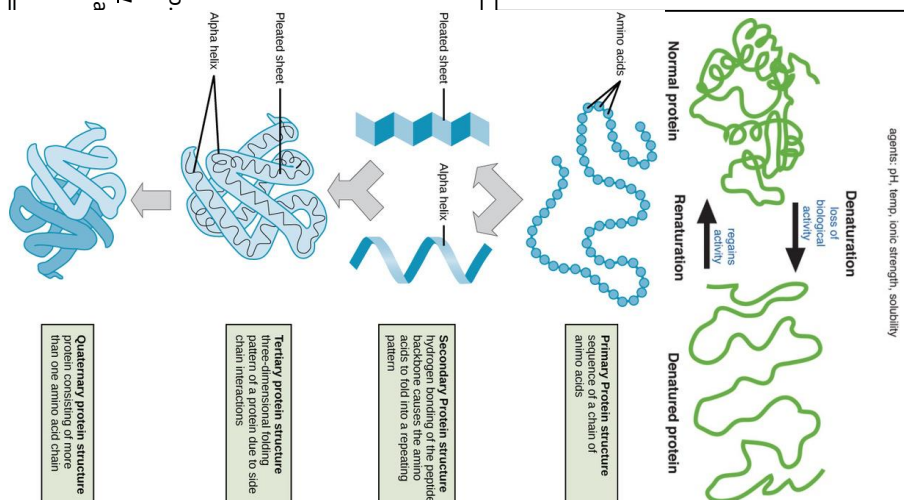 agents: pH, temp, ionic strength, solubility
Denaturation
loss of
biological
activity
regains
activity
Renaturation
Normal protein
Denatured protein
Amino acids
Primary Protein structure
sequence of a chain of
animo acids
Pleated sheet
Alpha helix
Secondary Protein structure
hydrogen bonding of the peptide
backbone causes the amino
acids to fold into a repeating
pattern
Pleated sheet
Alpha helix
Tertiary protein structure
three-dimensional folding
pattern of a protein due to side
chain interactions
Quaternary protein structure
protein consisting of more
than one amino acid chain